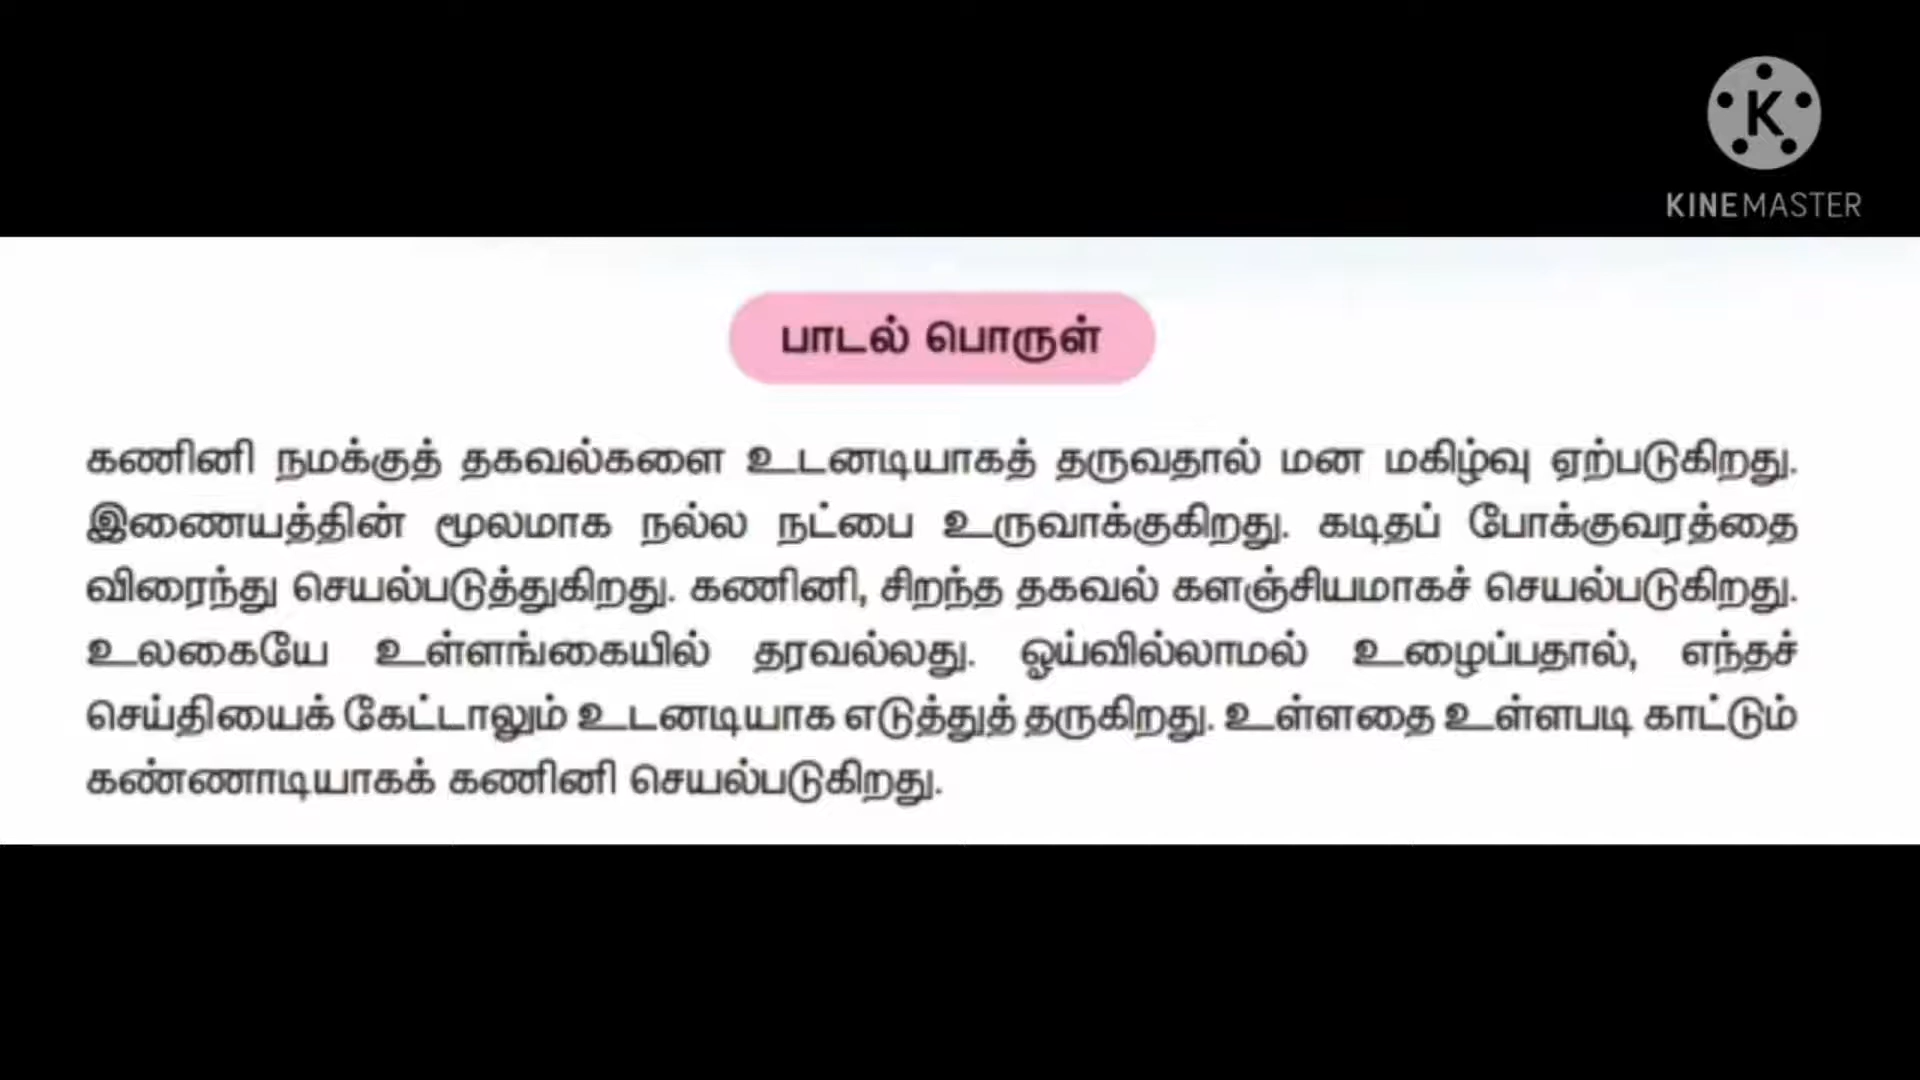 K
KINEMASTER
பாடல் பொருள்
கணினி நமக்குத் தகவல்களை உடனடியாகத் தருவதால் மன மகிழ்வு ஏற்படுகிறது.
இணையத்தின் மூலமாக நல்ல நட்பை உருவாக்குகிறது. கடிதப் போக்குவரத்தை
விரைந்து செயல்படுத்துகிறது. கணினி, சிறந்த தகவல் களஞ்சியமாகச் செயல்படுகிறது.
உலகையே உள்ளங்கையில் தரவல்லது. ஓய்வில்லாமல் உழைப்பதால், எந்தச்
செய்தியைக் கேட்டாலும் உடனடியாக எடுத்துத் தருகிறது. உள்ளதை உள்ளபடி காட்டும்
கண்ணாடியாகக் கணினி செயல்படுகிறது.